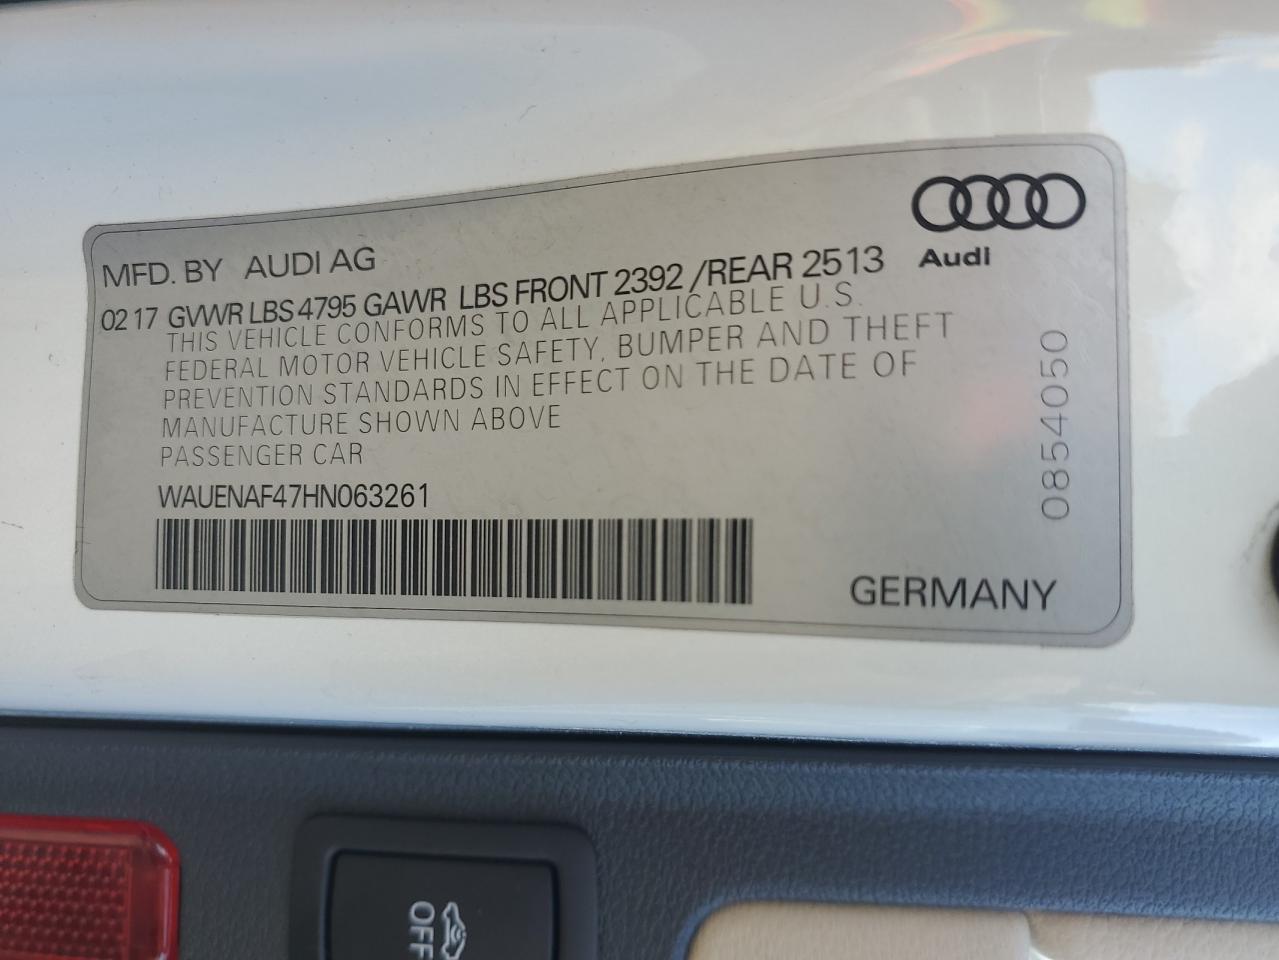 MFD. BY AUDI AG
Audi
02 17 GVWR LBS 4795 GAWR LBS FRONT 2392 /REAR 2513
THIS VEHICLE CONFORMS TO ALL APPLICABLE U.S.
FEDERAL MOTOR VEHICLE SAFETY, BUMPER AND THEFT
PREVENTION STANDARDS IN EFFECT ON THE DATE OF
MANUFACTURE SHOWN ABOVE
PASSENGER CAR
WAUENAF47HN063261
0854050
GERMANY
OFF